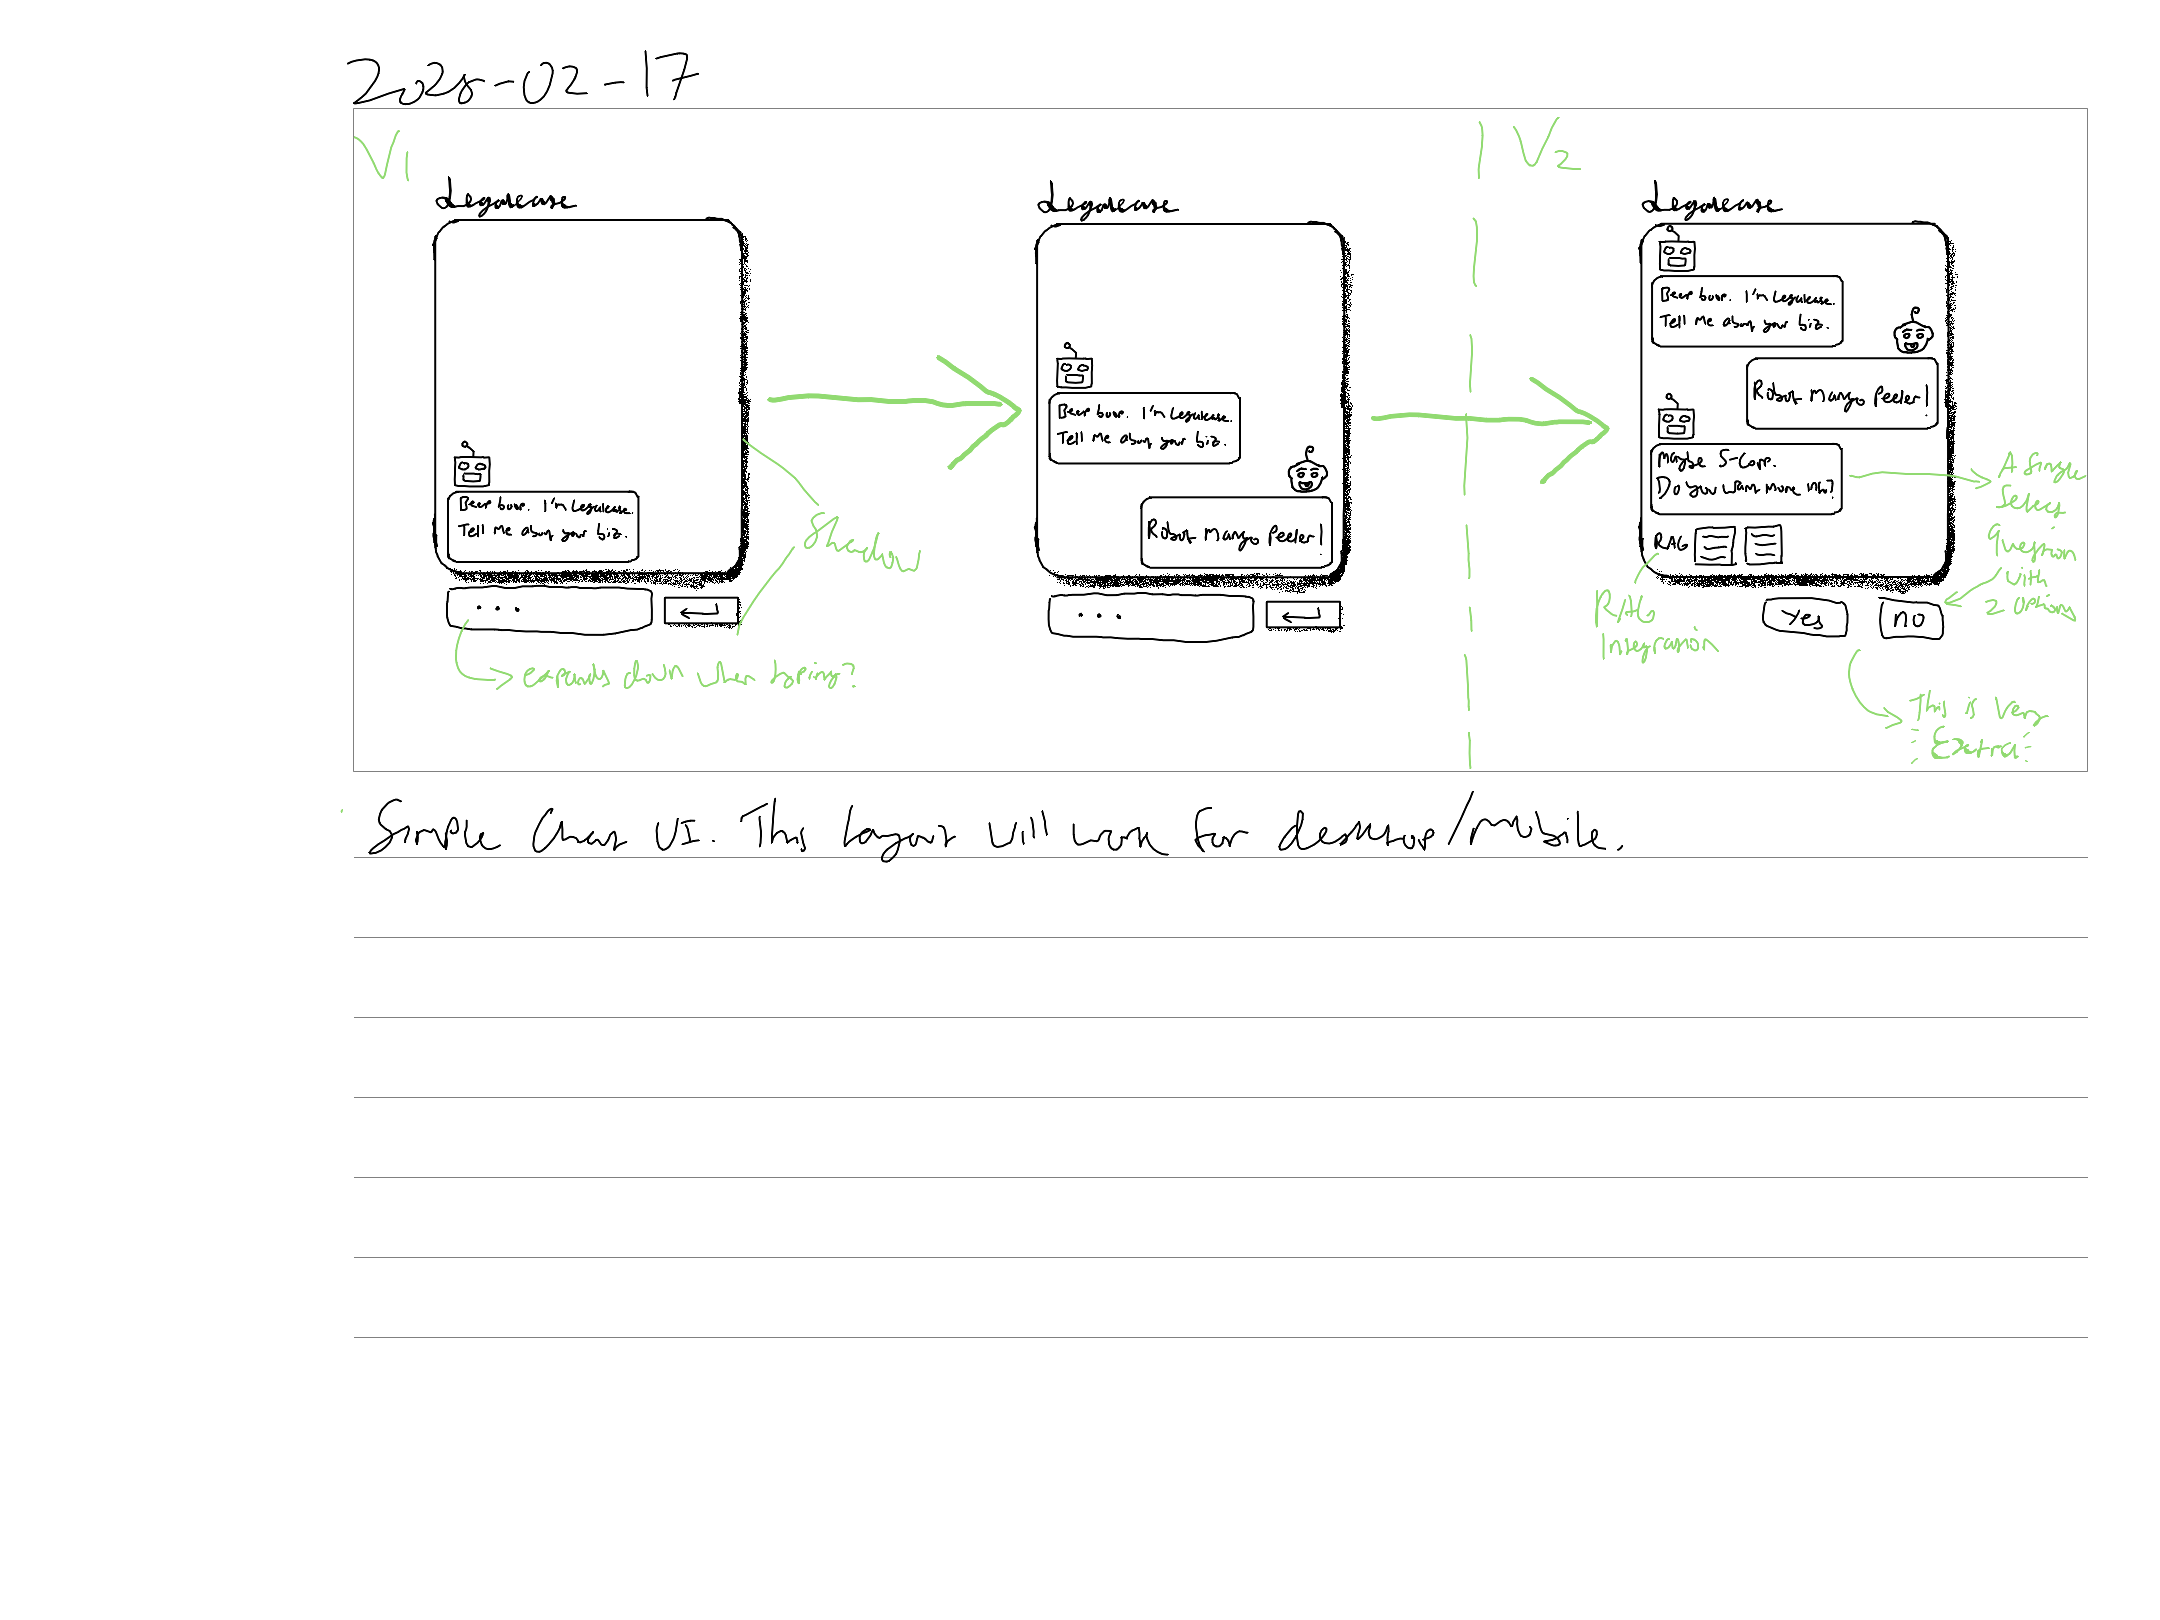 2025-02-17
V1
Legalease
Beep boop. I'm Legalease.
Tell me about your biz.
...
Shadow
expands down when typing?
Legalease
Beep boop. I'm Legalease.
Tell me about your biz.
Robot Mango Peeler!
...
V2
Legalease
Beep boop. I'm Legalease.
Tell me about your biz.
Robot Mango Peeler!
Maybe S-Corp.
Do you want more info?
RAG
Yes
no
A single
select
question
with
2 options
RAG
Integration
This is very
Extra
Simple Chat UI. This layout will work for desktop/mobile.